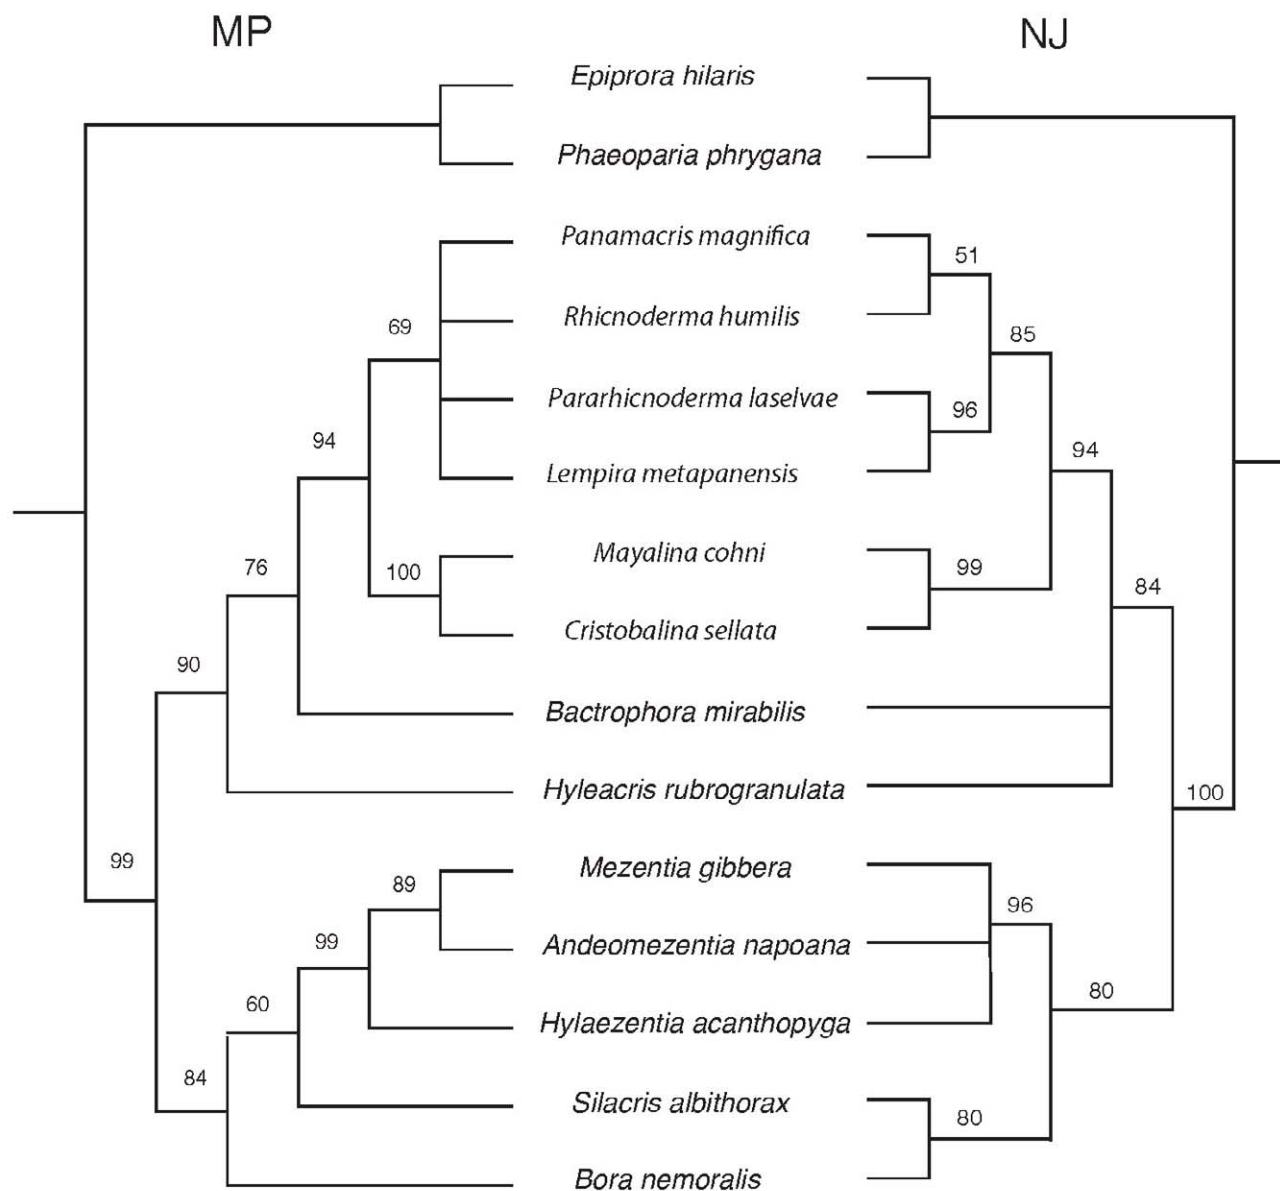 MP
NJ
Epiprora hilaris
Phaeoparia phrygana
Panamacris magnifica
51
Rhicnoderma humilis
69
85
Pararhicnoderma laselvae
96
94
94
Lempira metapanensis
Mayalina cohni
76
100
99
84
Cristobalina sellata
90
Bactrophora mirabilis
Hyleacris rubrogranulata
100
99
Mezentia gibbera
89
96
99
Andeomezentia napoana
60
80
Hylaezentia acanthopyga
84
Silacris albithorax
80
Bora nemoralis